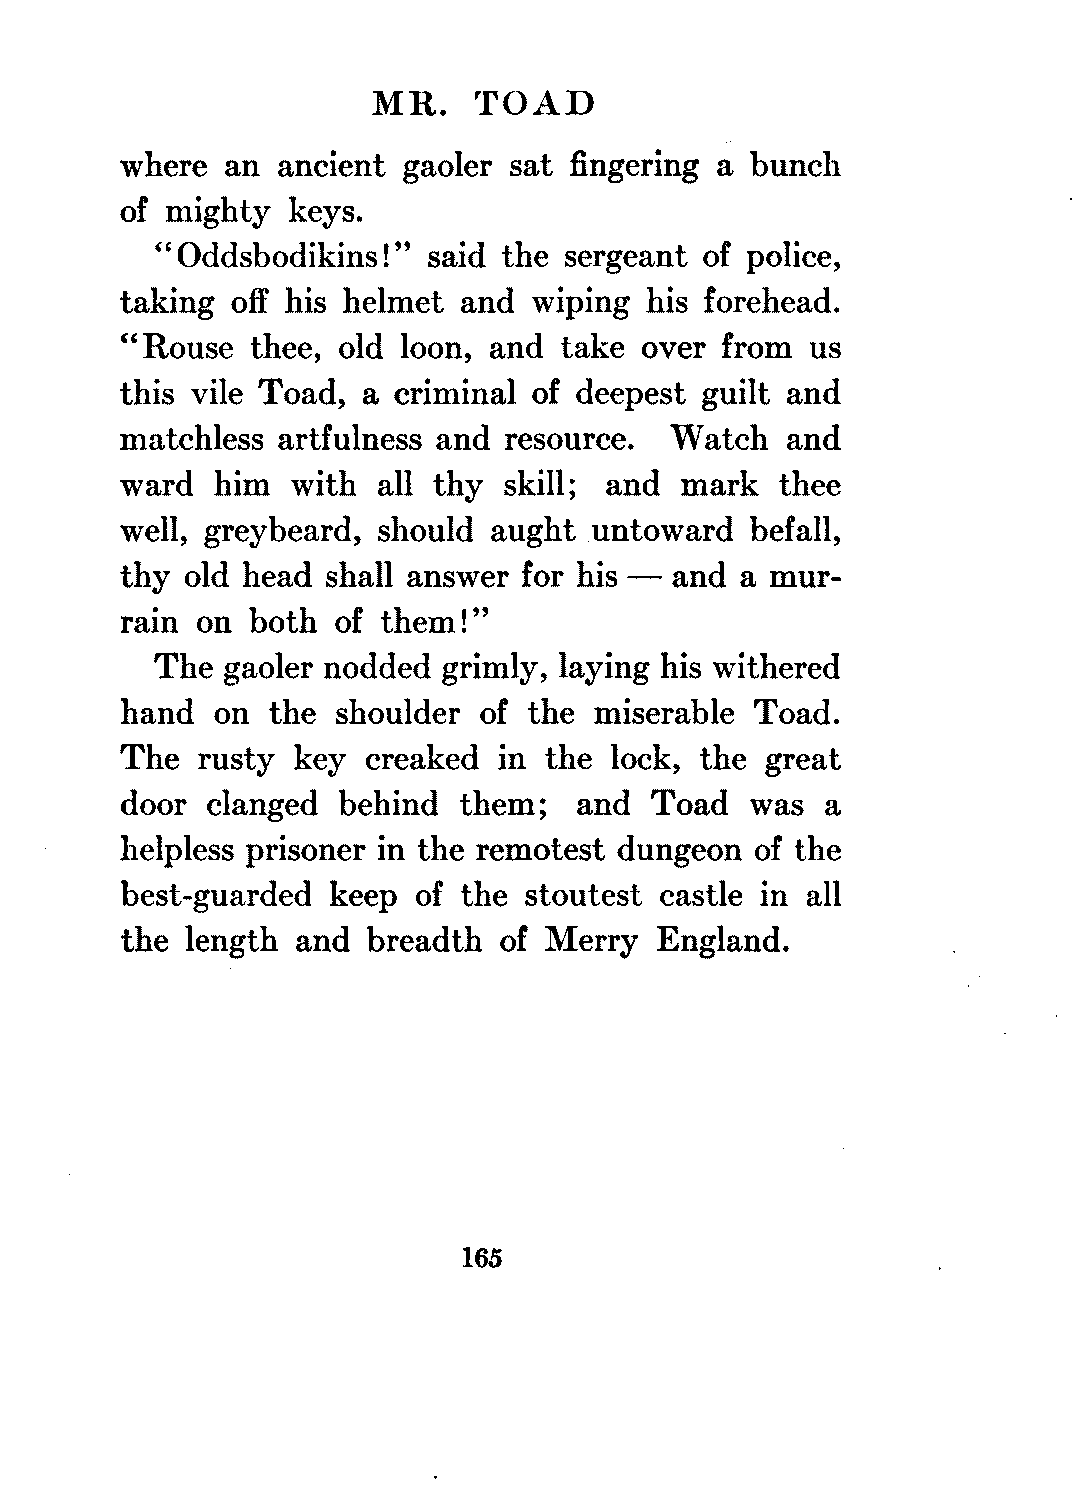 MR. TOAD
where an ancient gaoler sat fingering a bunch
of mighty keys.
“Oddsbodikins!” said the sergeant of police,
taking off his helmet and wiping his forehead.
“Rouse thee, old loon, and take over from us
this vile Toad, a criminal of deepest guilt and
matchless artfulness and resource. Watch and
ward him with all thy skill; and mark thee
well, greybeard, should aught untoward befall,
thy old head shall answer for his — and a mur-
rain on both of them!”
The gaoler nodded grimly, laying his withered
hand on the shoulder of the miserable Toad.
The rusty key creaked in the lock, the great
door clanged behind them; and Toad was a
helpless prisoner in the remotest dungeon of the
best-guarded keep of the stoutest castle in all
the length and breadth of Merry England.
165